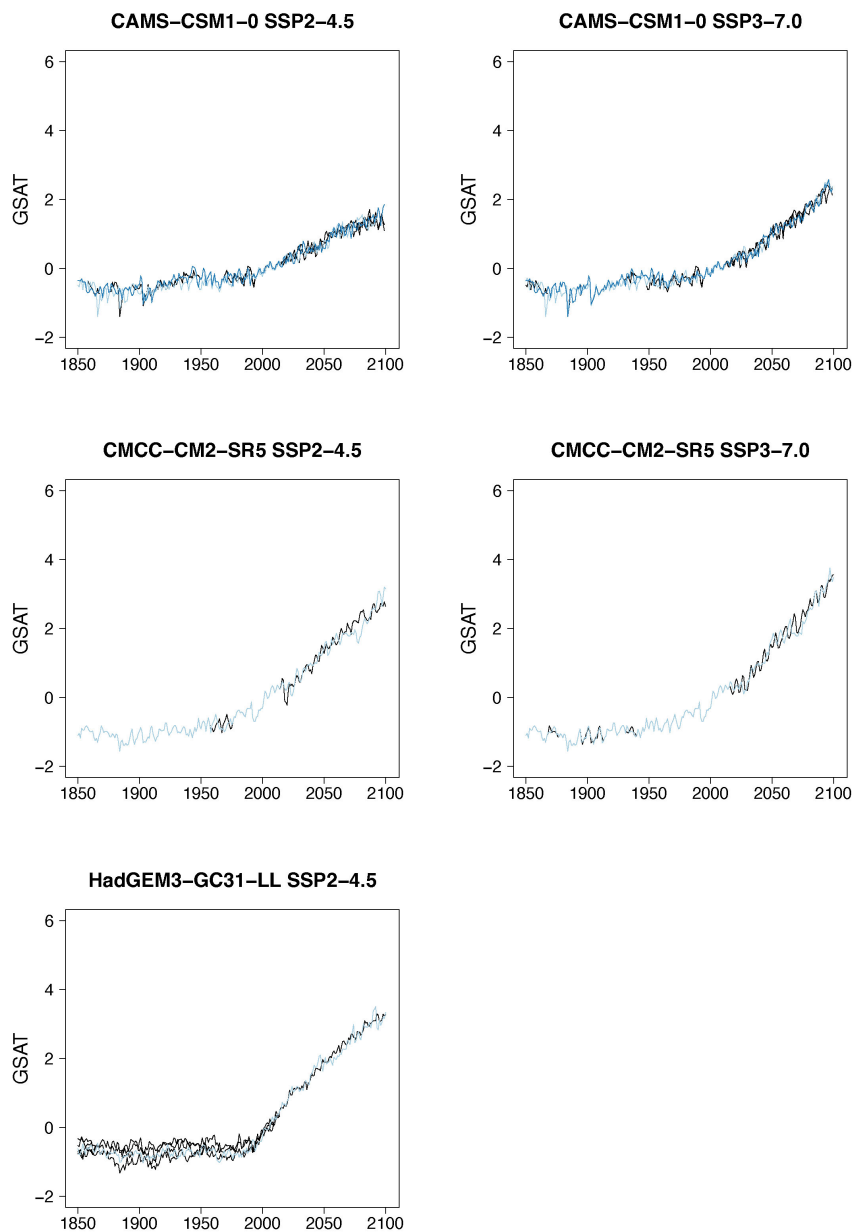 CAMS−CSM1−0 SSP2−4.5
6
4
2
0
−2
GSAT
1850 1900 1950 2000 2050 2100
CAMS−CSM1−0 SSP3−7.0
6
4
2
0
−2
GSAT
1850 1900 1950 2000 2050 2100
CMCC−CM2−SR5 SSP2−4.5
6
4
2
0
−2
GSAT
1850 1900 1950 2000 2050 2100
CMCC−CM2−SR5 SSP3−7.0
6
4
2
0
−2
GSAT
1850 1900 1950 2000 2050 2100
HadGEM3−GC31−LL SSP2−4.5
6
4
2
0
−2
GSAT
1850 1900 1950 2000 2050 2100